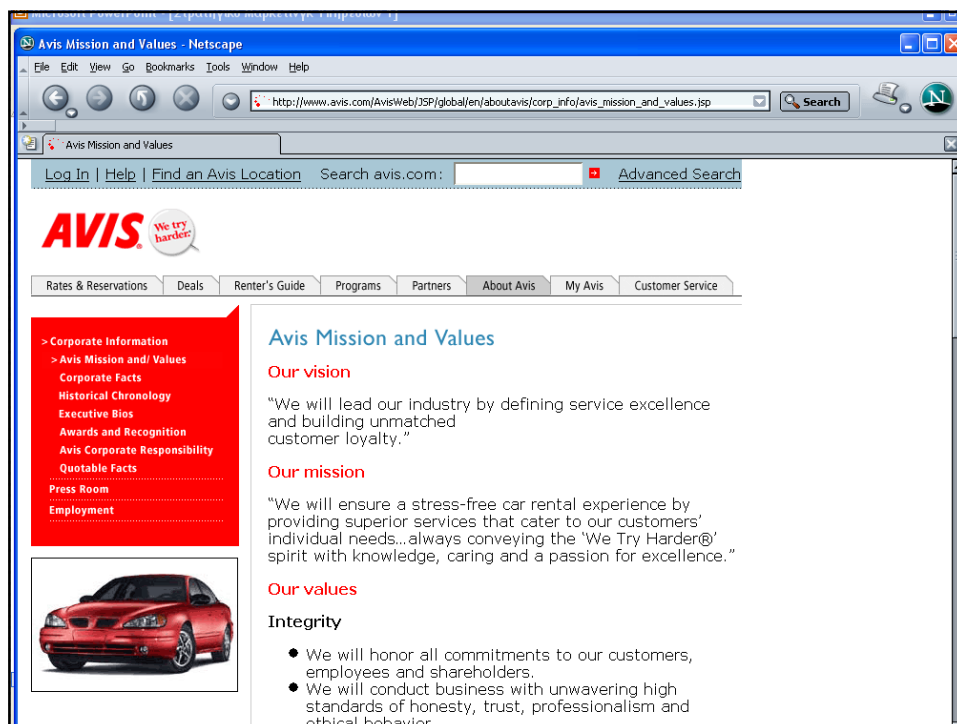 Microsoft PowerPoint - [Στρατηγικό Μάρκετινγκ Υπηρεσιών 1]
Avis Mission and Values - Netscape
File Edit View Go Bookmarks Tools Window Help
http://www.avis.com/AvisWeb/JSP/global/en/aboutavis/corp_info/avis_mission_and_values.jsp Search
Avis Mission and Values
Log In | Help | Find an Avis Location Search avis.com: Advanced Search
AVIS® We try
harder.®
Rates & Reservations Deals Renter's Guide Programs Partners About Avis My Avis Customer Service
> Corporate Information
> Avis Mission and/ Values
Corporate Facts
Historical Chronology
Executive Bios
Awards and Recognition
Avis Corporate Responsibility
Quotable Facts
Press Room
Employment
Avis Mission and Values
Our vision
“We will lead our industry by defining service excellence
and building unmatched
customer loyalty.”
Our mission
“We will ensure a stress-free car rental experience by
providing superior services that cater to our customers’
individual needs…always conveying the ‘We Try Harder®’
spirit with knowledge, caring and a passion for excellence.”
Our values
Integrity
● We will honor all commitments to our customers,
employees and shareholders.
● We will conduct business with unwavering high
standards of honesty, trust, professionalism and
ethical behavior